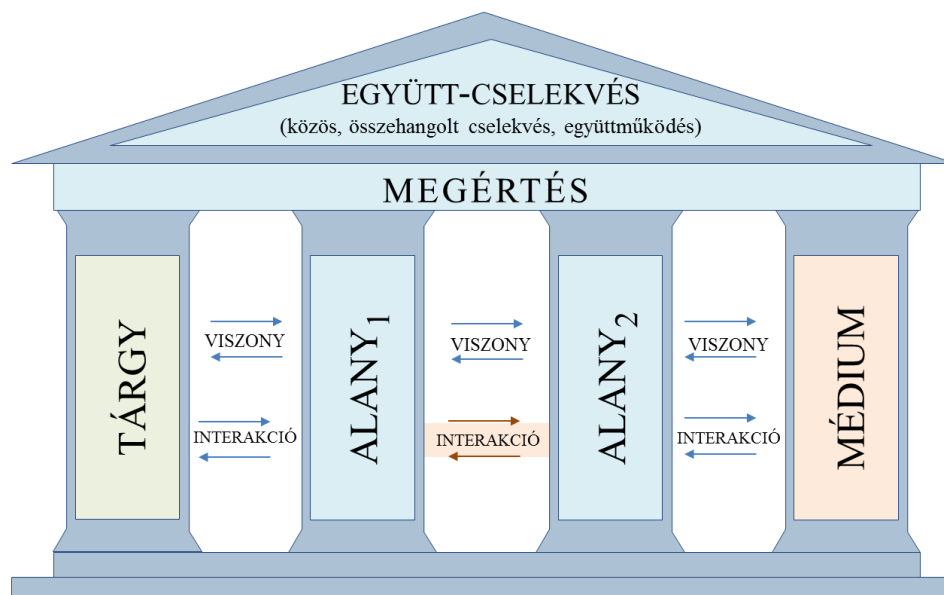 EGYÜTT-CSELEKVÉS
(közös, összehangolt cselekvés, együttműködés)
MEGÉRTÉS
TÁRGY
VISZONY
INTERAKCIÓ
ALANY1
VISZONY
INTERAKCIÓ
ALANY2
VISZONY
INTERAKCIÓ
MÉDIUM